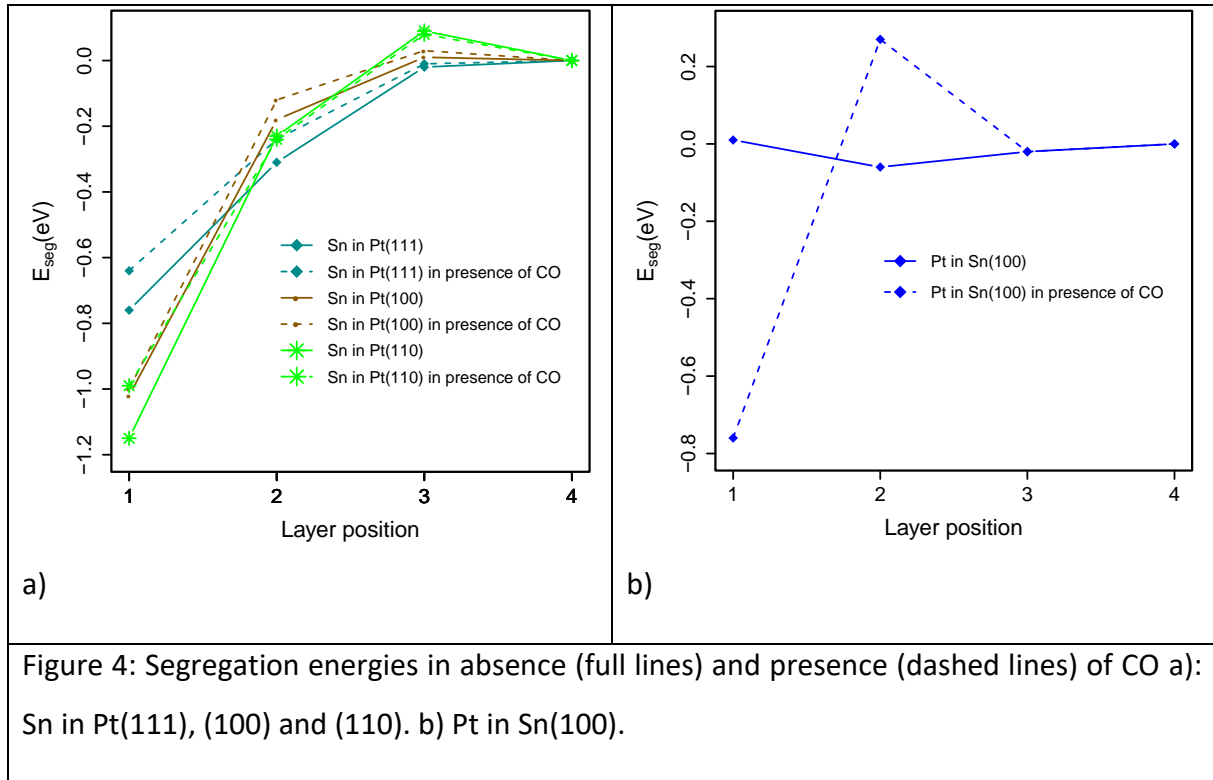 0.0
−0.2
−0.4
−0.6
−0.8
−1.0
−1.2
E_seg(eV)
Sn in Pt(111)
Sn in Pt(111) in presence of CO
Sn in Pt(100)
Sn in Pt(100) in presence of CO
Sn in Pt(110)
Sn in Pt(110) in presence of CO
1 2 3 4
Layer position
a)
0.2
0.0
−0.2
−0.4
−0.6
−0.8
E_seg(eV)
Pt in Sn(100)
Pt in Sn(100) in presence of CO
1 2 3 4
Layer position
b)
Figure 4: Segregation energies in absence (full lines) and presence (dashed lines) of CO a):
Sn in Pt(111), (100) and (110). b) Pt in Sn(100).